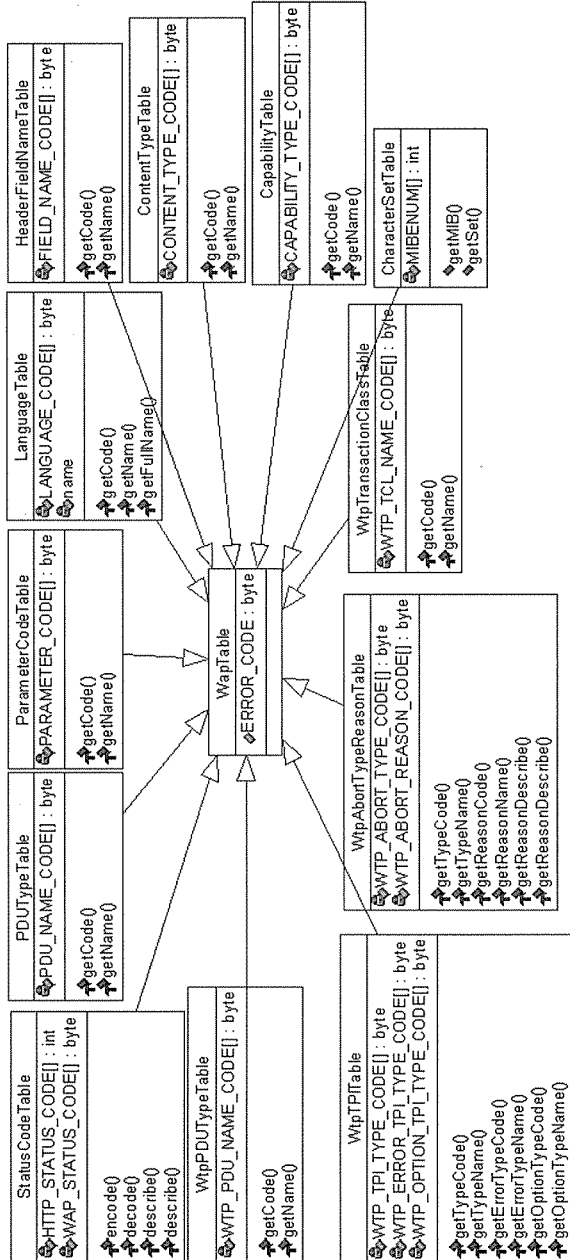 StatusCodeTable
HTTP_STATUS_CODE[] : int
WAP_STATUS_CODE[] : byte
encode()
decode()
describe()
describe()
PDUTypeTable
PDU_NAME_CODE[] : byte
getCode()
getName()
ParameterCodeTable
PARAMETER_CODE[] : byte
getCode()
getName()
LanguageTable
LANGUAGE_CODE[] : byte
name
getCode()
getName()
getFullName()
HeaderFieldNameTable
FIELD_NAME_CODE[] : byte
getCode()
getName()
ContentTypeTable
CONTENT_TYPE_CODE[] : byte
getCode()
getName()
WtpPDUTypeTable
WTP_PDU_NAME_CODE[] : byte
getCode()
getName()
WapTable
ERROR_CODE : byte
CapabilityTable
CAPABILITY_TYPE_CODE[] : byte
getCode()
getName()
CharacterSetTable
MIBENUM[] : int
getMIB()
getSet()
WtpTPITable
WTP_TPI_TYPE_CODE[] : byte
WTP_ERROR_TPI_TYPE_CODE[] : byte
WTP_OPTION_TPI_TYPE_CODE[] : byte
getTypeCode()
getTypeName()
getErrorTypeCode()
getErrorTypeName()
getOptionTypeCode()
getOptionTypeName()
WtpAbortTypeReasonTable
WTP_ABORT_TYPE_CODE[] : byte
WTP_ABORT_REASON_CODE[] : byte
getTypeCode()
getTypeName()
getReasonCode()
getReasonName()
getReasonDescribe()
getReasonDescribe()
WtpTransactionClassTable
WTP_TCL_NAME_CODE[] : byte
getCode()
getName()